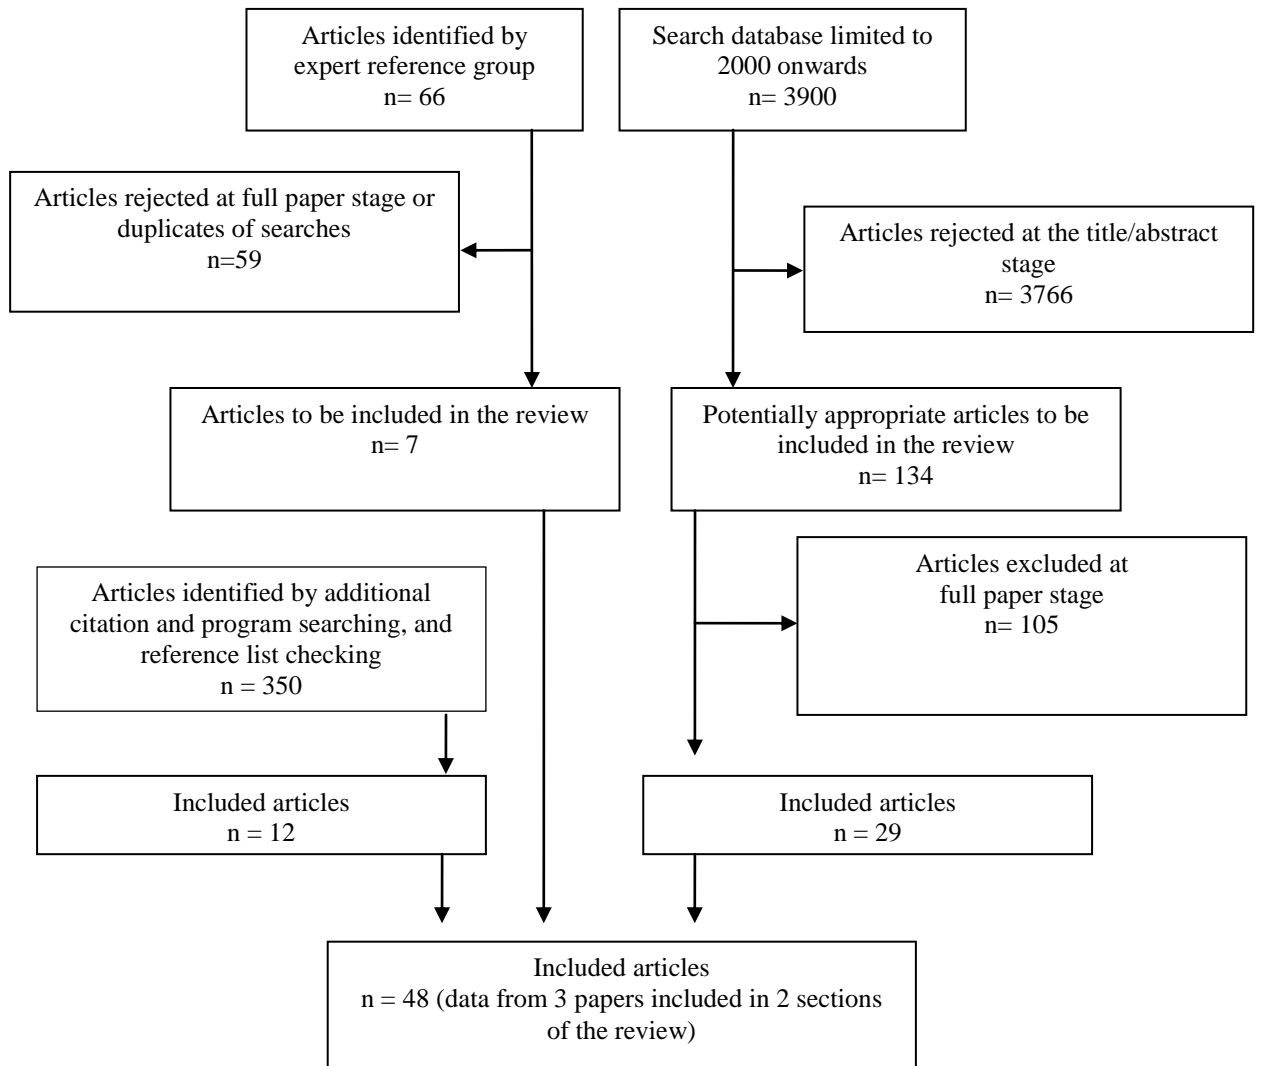 Articles identified by
expert reference group
n= 66
Search database limited to
2000 onwards
n= 3900
Articles rejected at full paper stage or
duplicates of searches
n=59
Articles rejected at the title/abstract
stage
n= 3766
Articles to be included in the review
n= 7
Potentially appropriate articles to be
included in the review
n= 134
Articles identified by additional
citation and program searching, and
reference list checking
n = 350
Articles excluded at
full paper stage
n= 105
Included articles
n = 12
Included articles
n = 29
Included articles
n = 48 (data from 3 papers included in 2 sections
of the review)